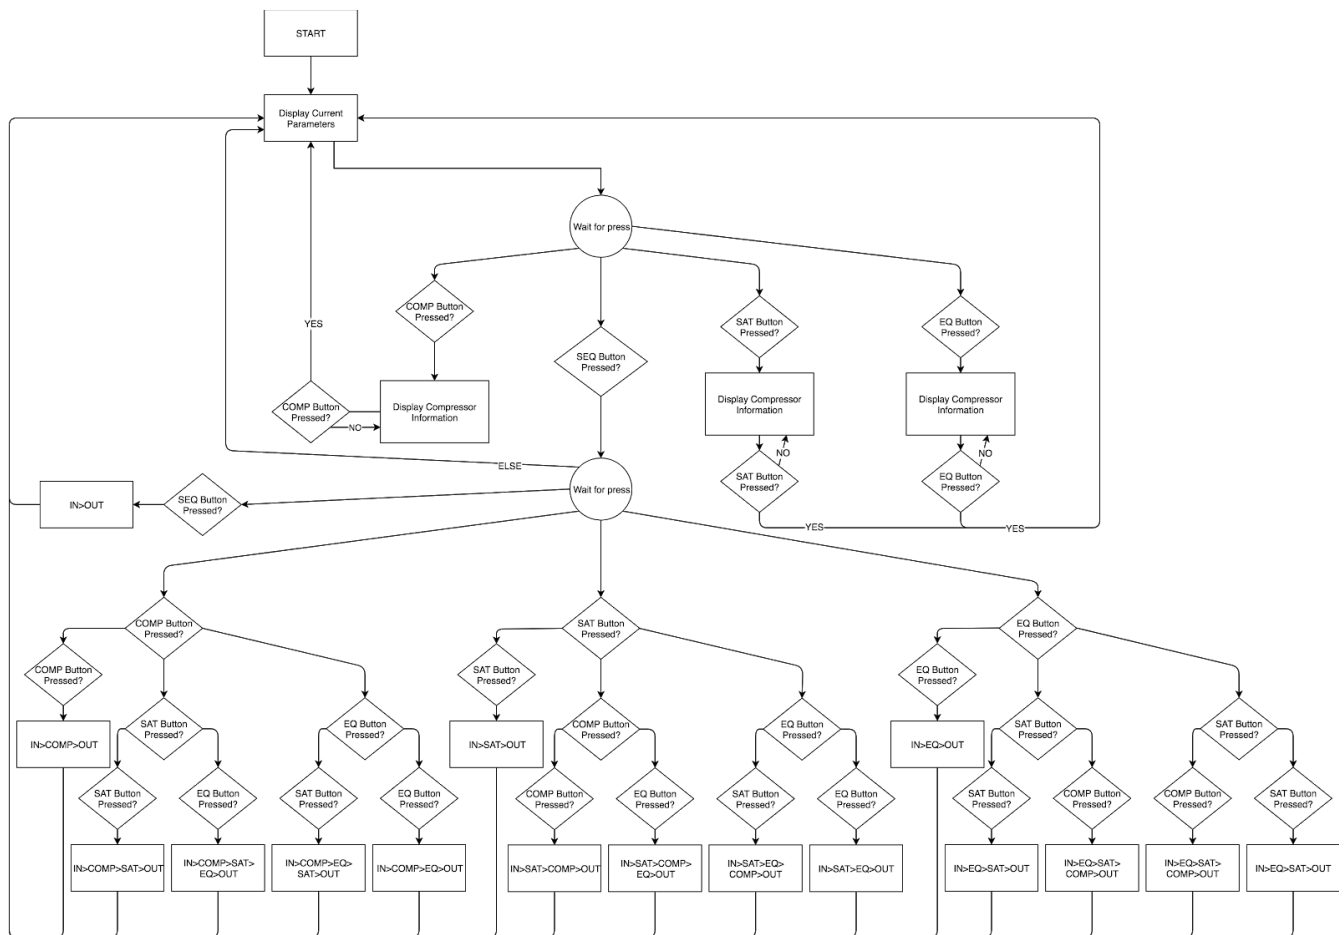 START
Display Current
Parameters
Wait for press
COMP Button
Pressed?
SAT Button
Pressed?
EQ Button
Pressed?
YES
SEQ Button
Pressed?
COMP Button
Pressed?
NO
Display Compressor
Information
Display Compressor
Information
Display Compressor
Information
NO
NO
ELSE
SAT Button
Pressed?
EQ Button
Pressed?
IN>OUT
SEQ Button
Pressed?
Wait for press
YES
YES
COMP Button
Pressed?
SAT Button
Pressed?
EQ Button
Pressed?
COMP Button
Pressed?
SAT Button
Pressed?
EQ Button
Pressed?
IN>COMP>OUT
SAT Button
Pressed?
EQ Button
Pressed?
IN>SAT>OUT
COMP Button
Pressed?
EQ Button
Pressed?
IN>EQ>OUT
SAT Button
Pressed?
SAT Button
Pressed?
SAT Button
Pressed?
EQ Button
Pressed?
SAT Button
Pressed?
EQ Button
Pressed?
COMP Button
Pressed?
EQ Button
Pressed?
SAT Button
Pressed?
EQ Button
Pressed?
SAT Button
Pressed?
COMP Button
Pressed?
COMP Button
Pressed?
SAT Button
Pressed?
IN>COMP>SAT>OUT
IN>COMP>SAT>
EQ>OUT
IN>COMP>EQ>
SAT>OUT
IN>COMP>EQ>OUT
IN>SAT>COMP>OUT
IN>SAT>COMP>
EQ>OUT
IN>SAT>EQ>
COMP>OUT
IN>SAT>EQ>OUT
IN>EQ>SAT>OUT
IN>EQ>SAT>
COMP>OUT
IN>EQ>SAT>
COMP>OUT
IN>EQ>SAT>OUT